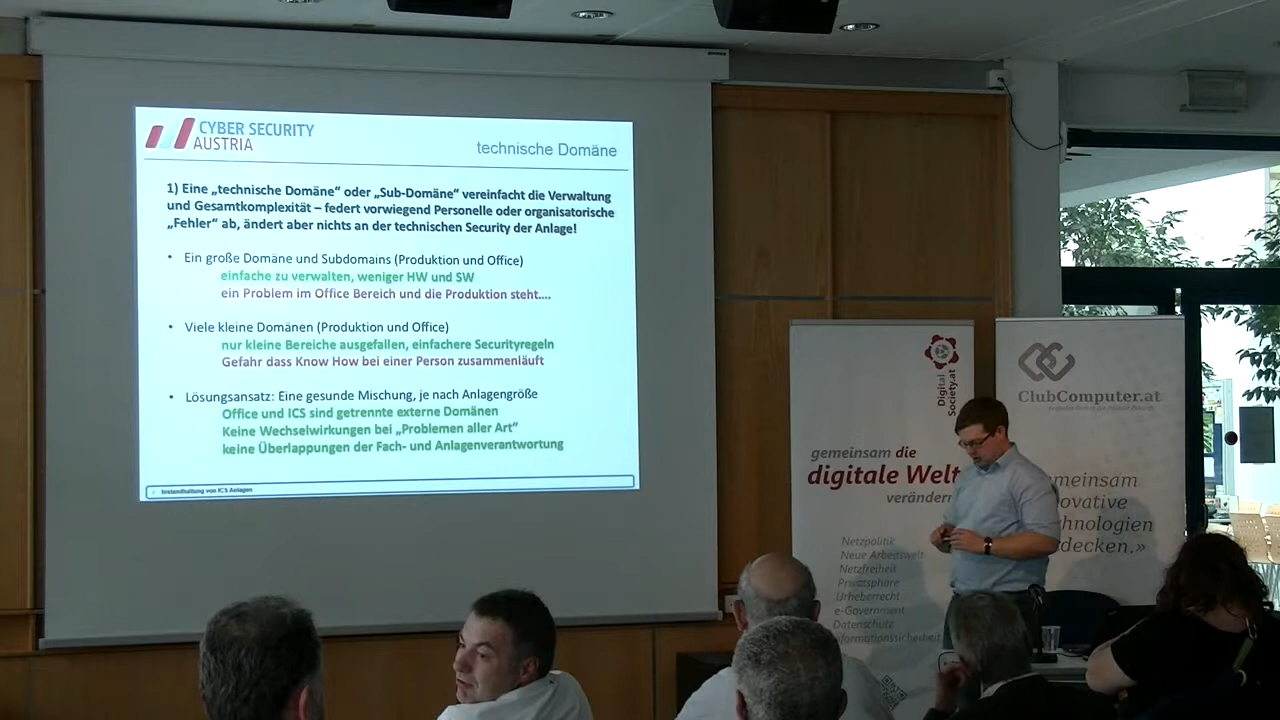 CYBER SECURITY
AUSTRIA
technische Domäne
1) Eine „technische Domäne“ oder „Sub-Domäne“ vereinfacht die Verwaltung
und Gesamtkomplexität – federt vorwiegend Personelle oder organisatorische
„Fehler“ ab, ändert aber nichts an der technischen Security der Anlage!
• Ein große Domäne und Subdomains (Produktion und Office)
einfache zu verwalten, weniger HW und SW
ein Problem im Office Bereich und die Produktion steht....
• Viele kleine Domänen (Produktion und Office)
nur kleine Bereiche ausgefallen, einfachere Securityregeln
Gefahr dass Know How bei einer Person zusammenläuft
• Lösungsansatz: Eine gesunde Mischung, je nach Anlagengröße
Office und ICS sind getrennte externe Domänen
Keine Wechselwirkungen bei „Problemen aller Art“
keine Überlappungen der Fach- und Anlagenverantwortung
Instandhaltung von ICS Anlagen
Digital
Society.at
gemeinsam die
digitale Welt
verändern
Netzpolitik
Neue Arbeitswelt
Netzfreiheit
Privatsphäre
Urheberrecht
e-Government
Datenschutz
Informationssicherheit
ClubComputer.at
meinsam
ovative
hnologien
decken.»